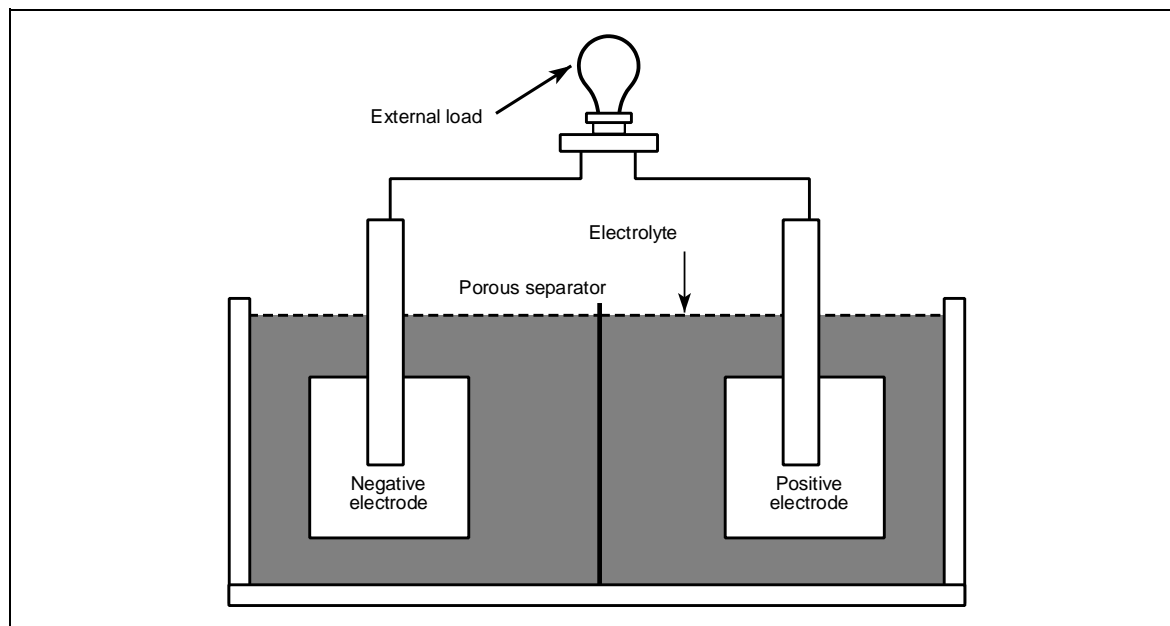 External load
Electrolyte
Porous separator
Negative
electrode
Positive
electrode